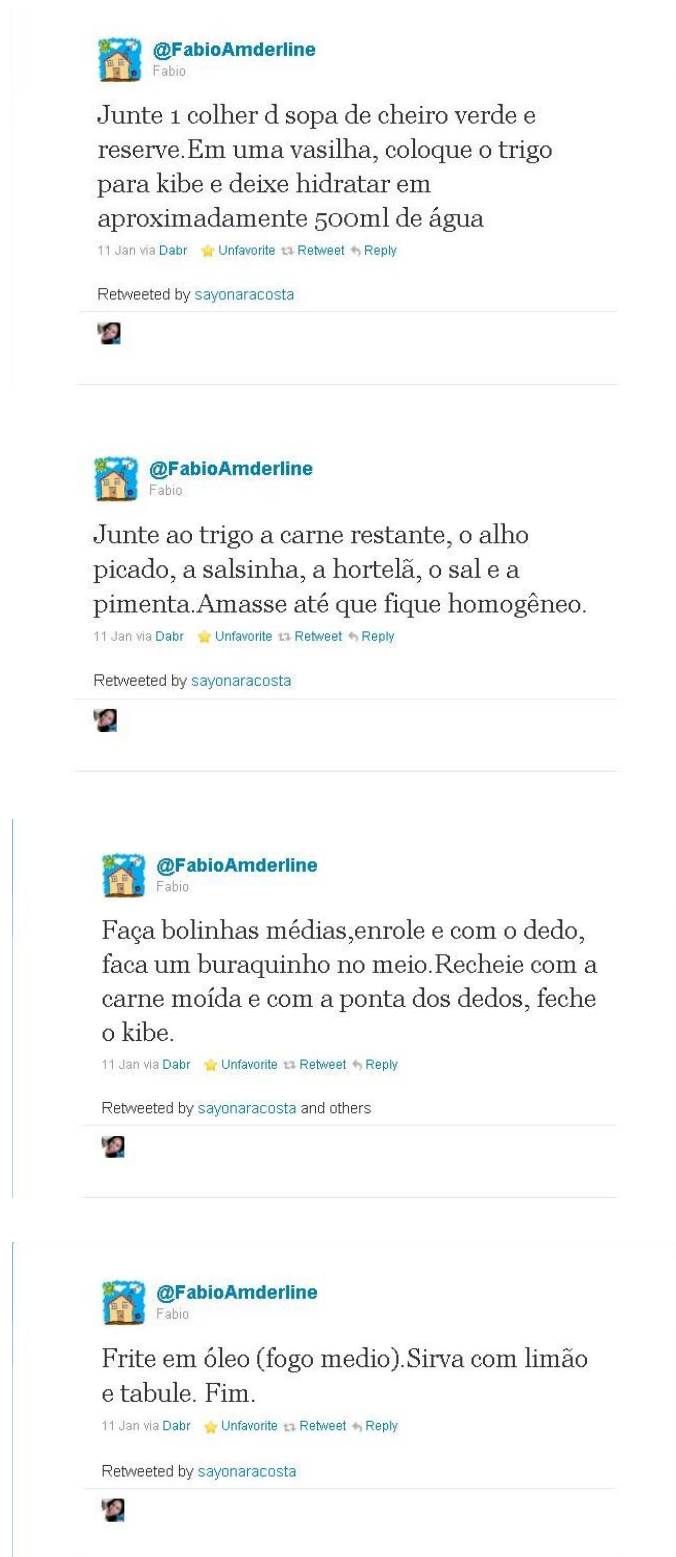 @FabioAmderline
Fabio
Junte 1 colher d sopa de cheiro verde e
reserve.Em uma vasilha, coloque o trigo
para kibe e deixe hidratar em
aproximadamente 500ml de água
11 Jan via Dabr Unfavorite Retweet Reply
Retweeted by sayonaracosta
@FabioAmderline
Fabio
Junte ao trigo a carne restante, o alho
picado, a salsinha, a hortelã, o sal e a
pimenta.Amasse até que fique homogêneo.
11 Jan via Dabr Unfavorite Retweet Reply
Retweeted by sayonaracosta
@FabioAmderline
Fabio
Faça bolinhas médias,enrole e com o dedo,
faca um buraquinho no meio.Recheie com a
carne moída e com a ponta dos dedos, feche
o kibe.
11 Jan via Dabr Unfavorite Retweet Reply
Retweeted by sayonaracosta and others
@FabioAmderline
Fabio
Frite em óleo (fogo medio).Sirva com limão
e tabule. Fim.
11 Jan via Dabr Unfavorite Retweet Reply
Retweeted by sayonaracosta